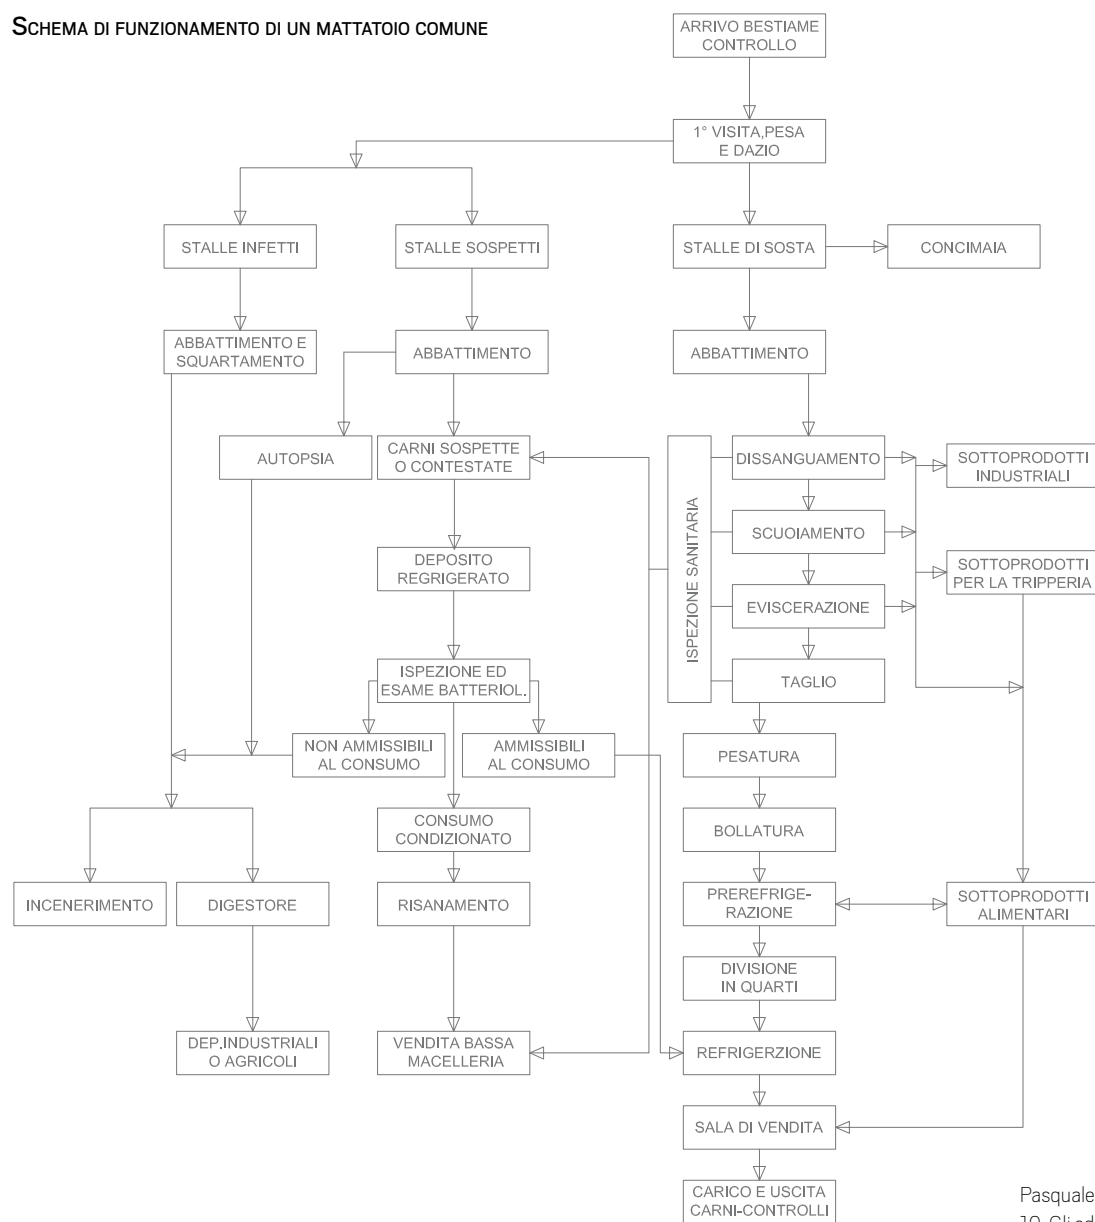 SCHEMA DI FUNZIONAMENTO DI UN MATTATOIO COMUNE
ARRIVO BESTIAME
CONTROLLO
1° VISITA,PESA
E DAZIO
STALLE INFETTI
STALLE SOSPETTI
STALLE DI SOSTA
CONCIMAIA
ABBATTIMENTO E
SQUARTAMENTO
ABBATTIMENTO
ABBATTIMENTO
AUTOPSIA
CARNI SOSPETTE
O CONTESTATE
ISPEZIONE SANITARIA
DISSANGUAMENTO
SOTTOPRODOTTI
INDUSTRIALI
SCUOIAMENTO
DEPOSITO
REGRIGERATO
SOTTOPRODOTTI
PER LA TRIPPERIA
EVISCERAZIONE
ISPEZIONE ED
ESAME BATTERIOL.
TAGLIO
NON AMMISSIBILI
AL CONSUMO
AMMISSIBILI
AL CONSUMO
PESATURA
CONSUMO
CONDIZIONATO
BOLLATURA
INCENERIMENTO
DIGESTORE
RISANAMENTO
PREREFRIGE-
RAZIONE
SOTTOPRODOTTI
ALIMENTARI
DIVISIONE
IN QUARTI
DEP.INDUSTRIALI
O AGRICOLI
VENDITA BASSA
MACELLERIA
REFRIGERZIONE
SALA DI VENDITA
CARICO E USCITA
CARNI-CONTROLLI
Pasquale